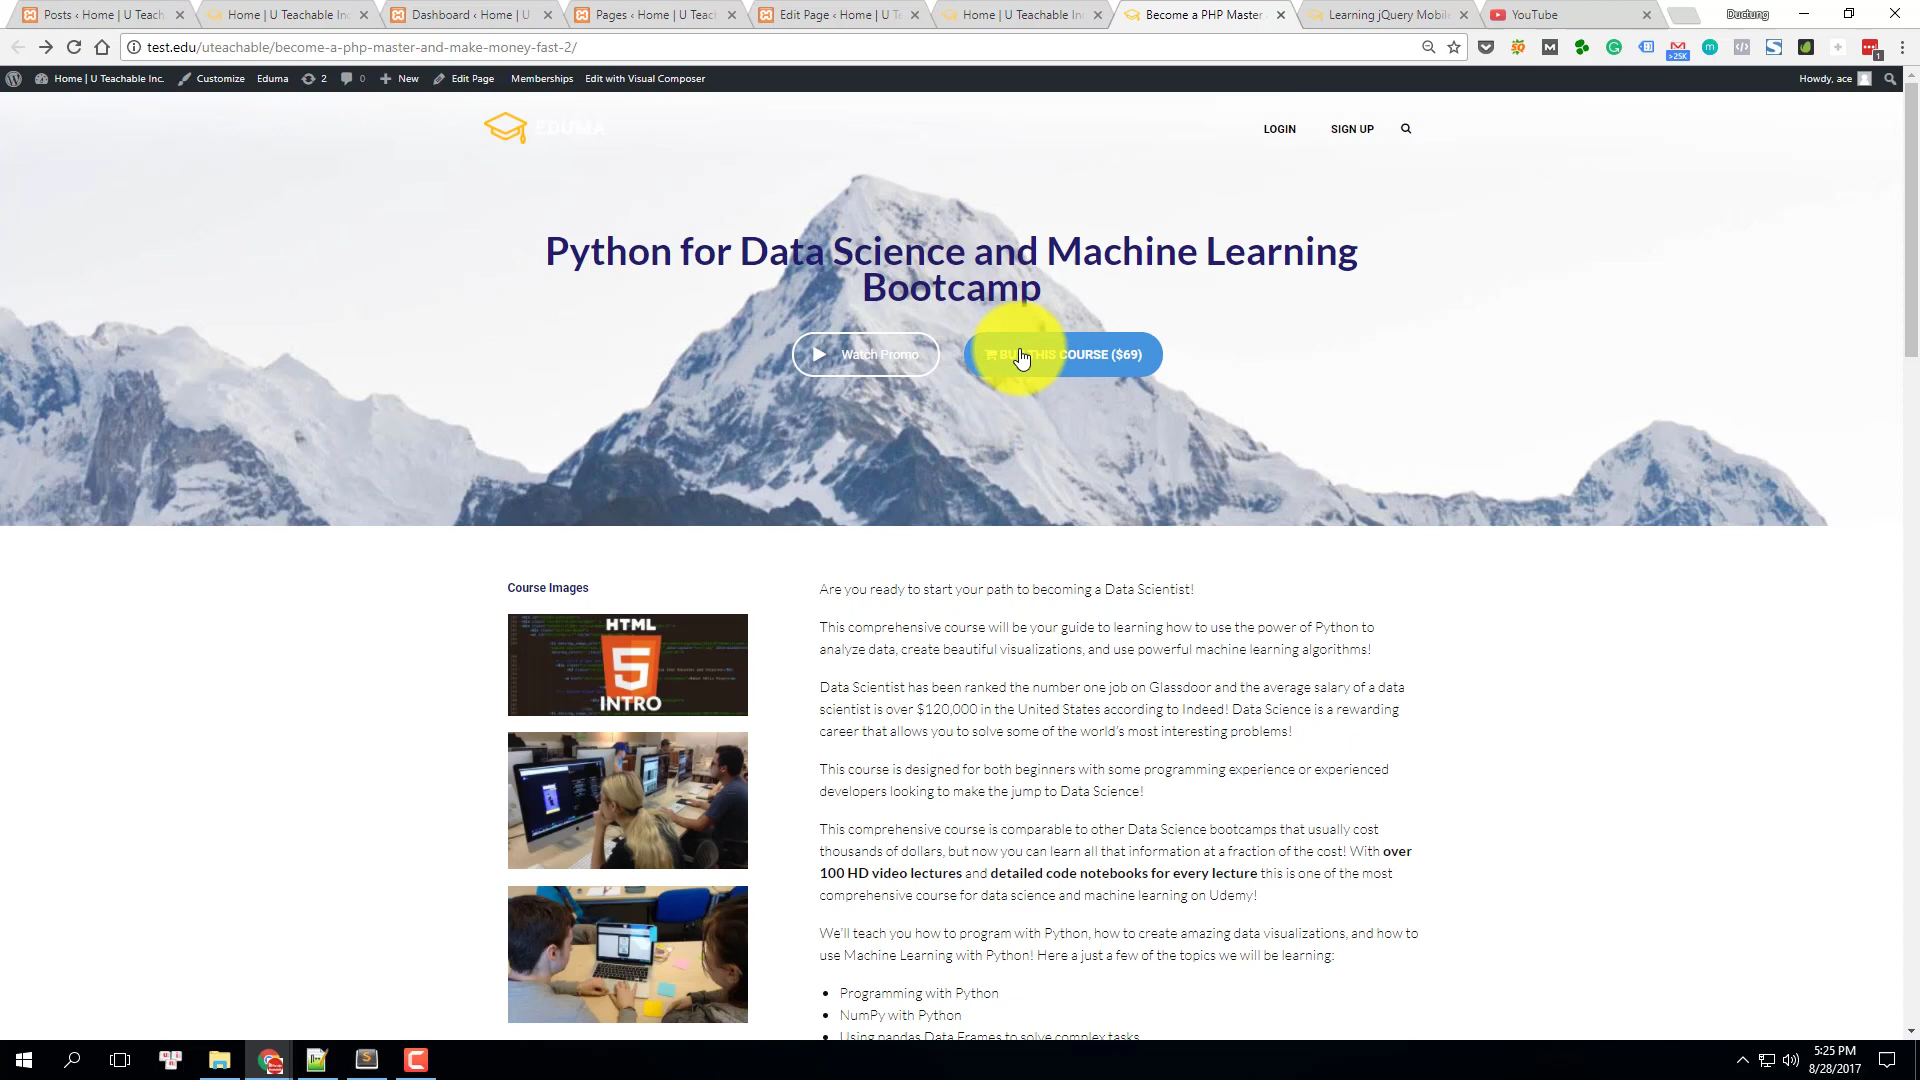 Posts ‹ Home | U Teach
Home | U Teachable In
Dashboard ‹ Home | U
Pages ‹ Home | U Teac
Edit Page ‹ Home | U Te
Home | U Teachable In
Become a PHP Master
Learning jQuery Mobil
YouTube
Ductung
test.edu/uteachable/become-a-php-master-and-make-money-fast-2/
>25K
1
Home | U Teachable Inc.
Customize
Eduma
2
0
New
Edit Page
Memberships
Edit with Visual Composer
Howdy, ace
EDUMA
LOGIN
SIGN UP
Python for Data Science and Machine Learning
Bootcamp
Watch Promo
BUY THIS COURSE ($69)
Course Images
HTML
5
INTRO
Are you ready to start your path to becoming a Data Scientist!
This comprehensive course will be your guide to learning how to use the power of Python to
analyze data, create beautiful visualizations, and use powerful machine learning algorithms!
Data Scientist has been ranked the number one job on Glassdoor and the average salary of a data
scientist is over $120,000 in the United States according to Indeed! Data Science is a rewarding
career that allows you to solve some of the world's most interesting problems!
This course is designed for both beginners with some programming experience or experienced
developers looking to make the jump to Data Science!
This comprehensive course is comparable to other Data Science bootcamps that usually cost
thousands of dollars, but now you can learn all that information at a fraction of the cost! With over
100 HD video lectures and detailed code notebooks for every lecture this is one of the most
comprehensive course for data science and machine learning on Udemy!
We'll teach you how to program with Python, how to create amazing data visualizations, and how to
use Machine Learning with Python! Here a just a few of the topics we will be learning:
• Programming with Python
• NumPy with Python
• Using pandas Data Frames to solve complex tasks
5:25 PM
8/28/2017